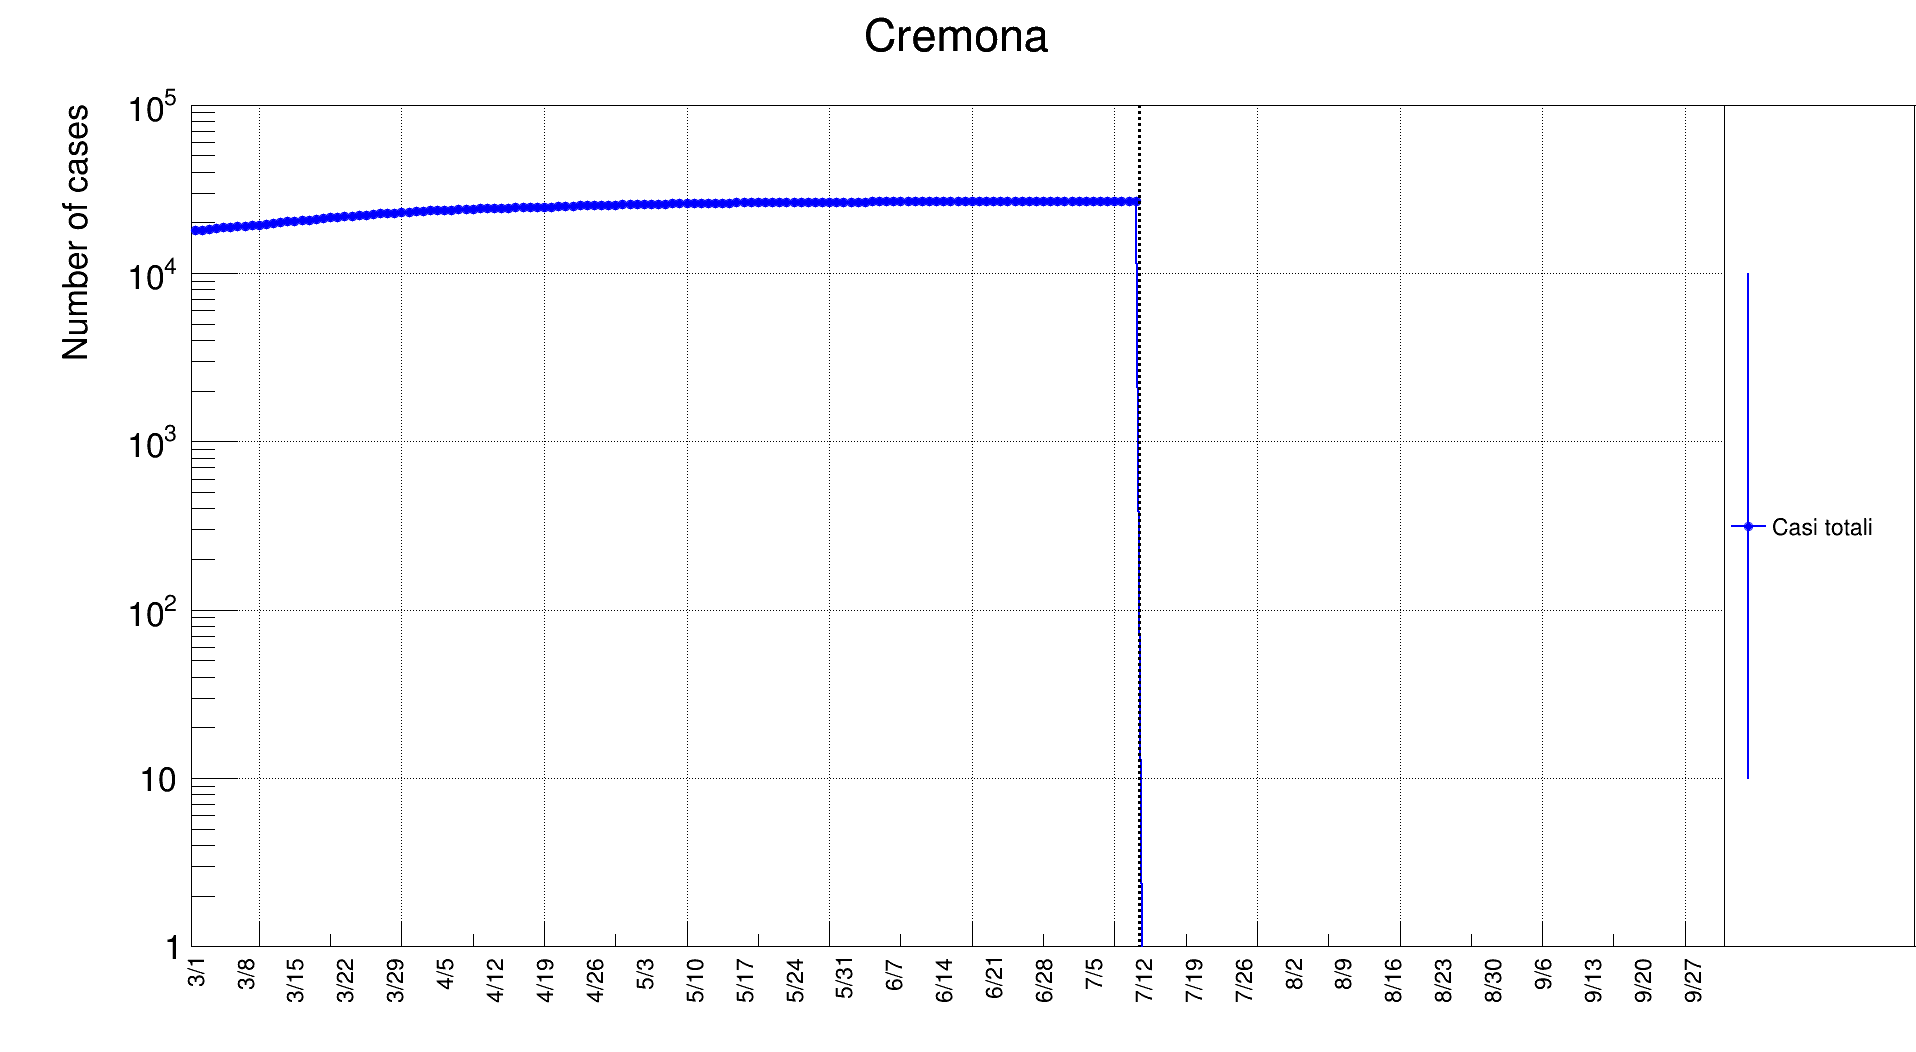 Cremona
Number of cases
10^5
10^4
10^3
10^2
10
1
3/1 3/8 3/15 3/22 3/29 4/5 4/12 4/19 4/26 5/3 5/10 5/17 5/24 5/31 6/7 6/14 6/21 6/28 7/5 7/12 7/19 7/26 8/2 8/9 8/16 8/23 8/30 9/6 9/13 9/20 9/27
Casi totali